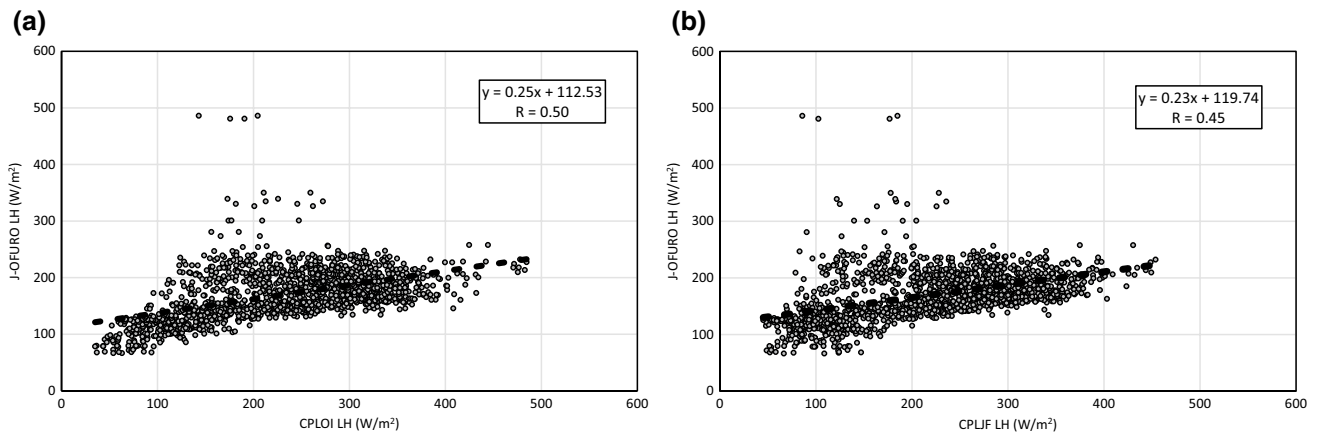 (a)
600
500
400
300
200
100
0
J-OFURO LH (W/m²)
y = 0.25x + 112.53
R = 0.50
0 100 200 300 400 500 600
CPLOI LH (W/m²)
(b)
600
500
400
300
200
100
0
J-OFURO LH (W/m²)
y = 0.23x + 119.74
R = 0.45
0 100 200 300 400 500 600
CPLJF LH (W/m²)